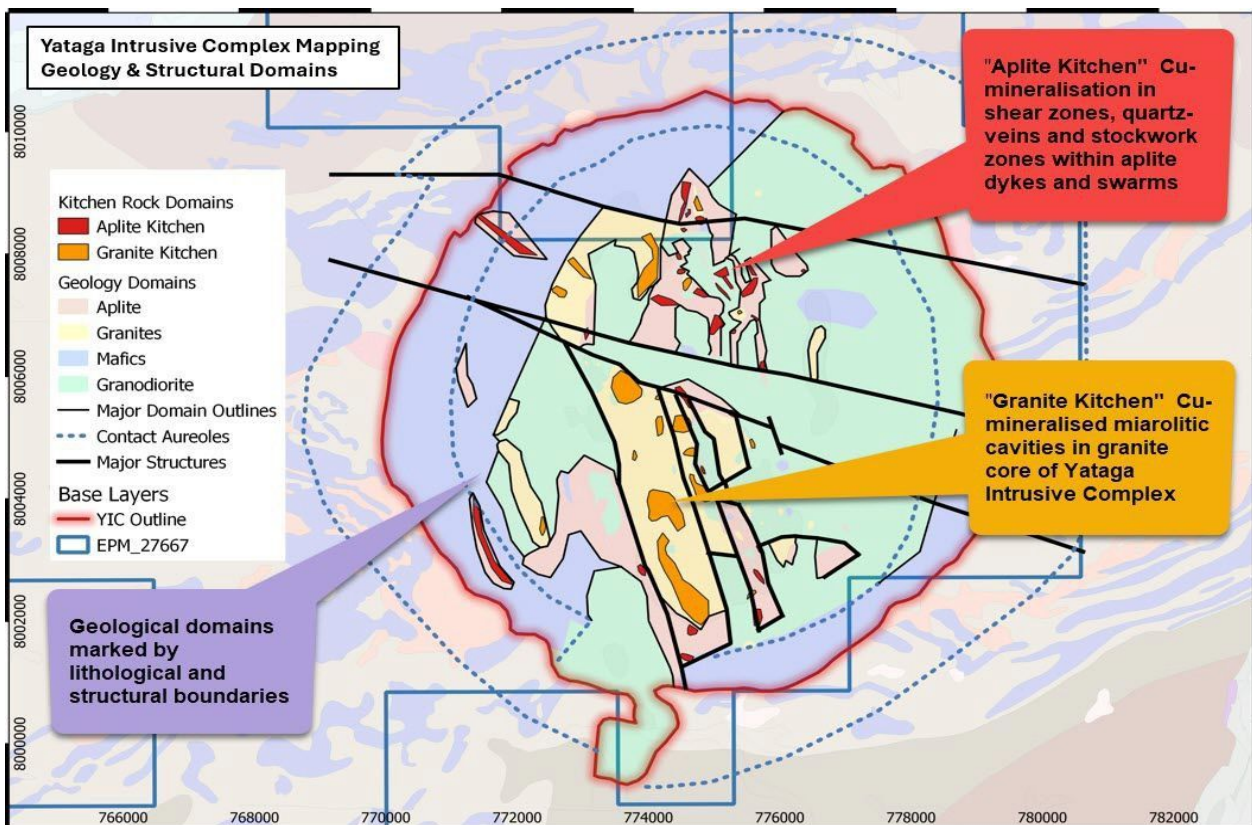 Yataga Intrusive Complex Mapping
Geology & Structural Domains
"Aplite Kitchen" Cu-
mineralisation in
shear zones, quartz-
veins and stockwork
zones within aplite
dykes and swarms
Kitchen Rock Domains
Aplite Kitchen
Granite Kitchen
Geology Domains
Aplite
Granites
Mafics
Granodiorite
Major Domain Outlines
Contact Aureoles
Major Structures
Base Layers
YIC Outline
EPM_27667
"Granite Kitchen" Cu-
mineralised miarolitic
cavities in granite
core of Yataga
Intrusive Complex
Geological domains
marked by
lithological and
structural boundaries
8010000
8008000
8006000
8004000
8002000
8000000
766000 768000 770000 772000 774000 776000 778000 780000 782000